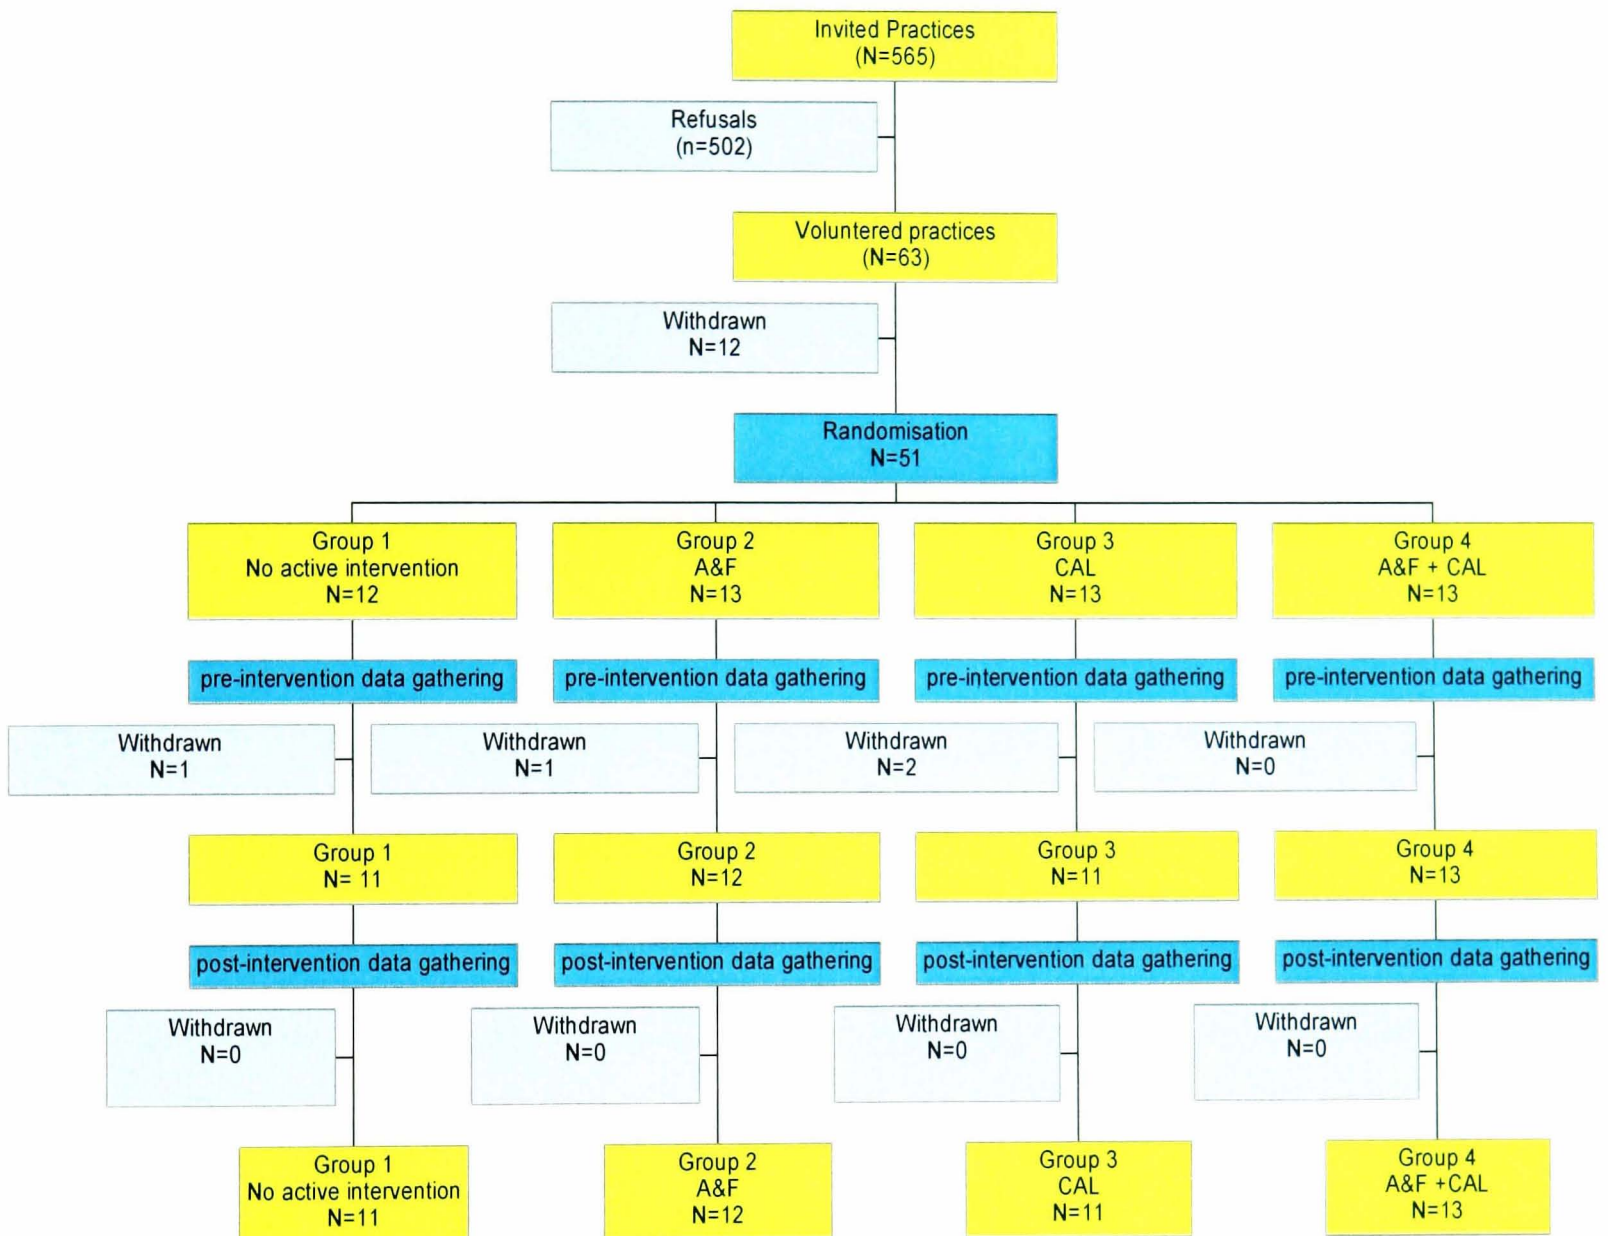 Invited Practices
(N=565)
Refusals
(n=502)
Voluntered practices
(N=63)
Withdrawn
N=12
Randomisation
N=51
Group 1
No active intervention
N=12
Group 2
A&F
N=13
Group 3
CAL
N=13
Group 4
A&F + CAL
N=13
pre-intervention data gathering
pre-intervention data gathering
pre-intervention data gathering
pre-intervention data gathering
Withdrawn
N=1
Withdrawn
N=1
Withdrawn
N=2
Withdrawn
N=0
Group 1
N= 11
Group 2
N=12
Group 3
N=11
Group 4
N=13
post-intervention data gathering
post-intervention data gathering
post-intervention data gathering
post-intervention data gathering
Withdrawn
N=0
Withdrawn
N=0
Withdrawn
N=0
Withdrawn
N=0
Group 1
No active intervention
N=11
Group 2
A&F
N=12
Group 3
CAL
N=11
Group 4
A&F +CAL
N=13